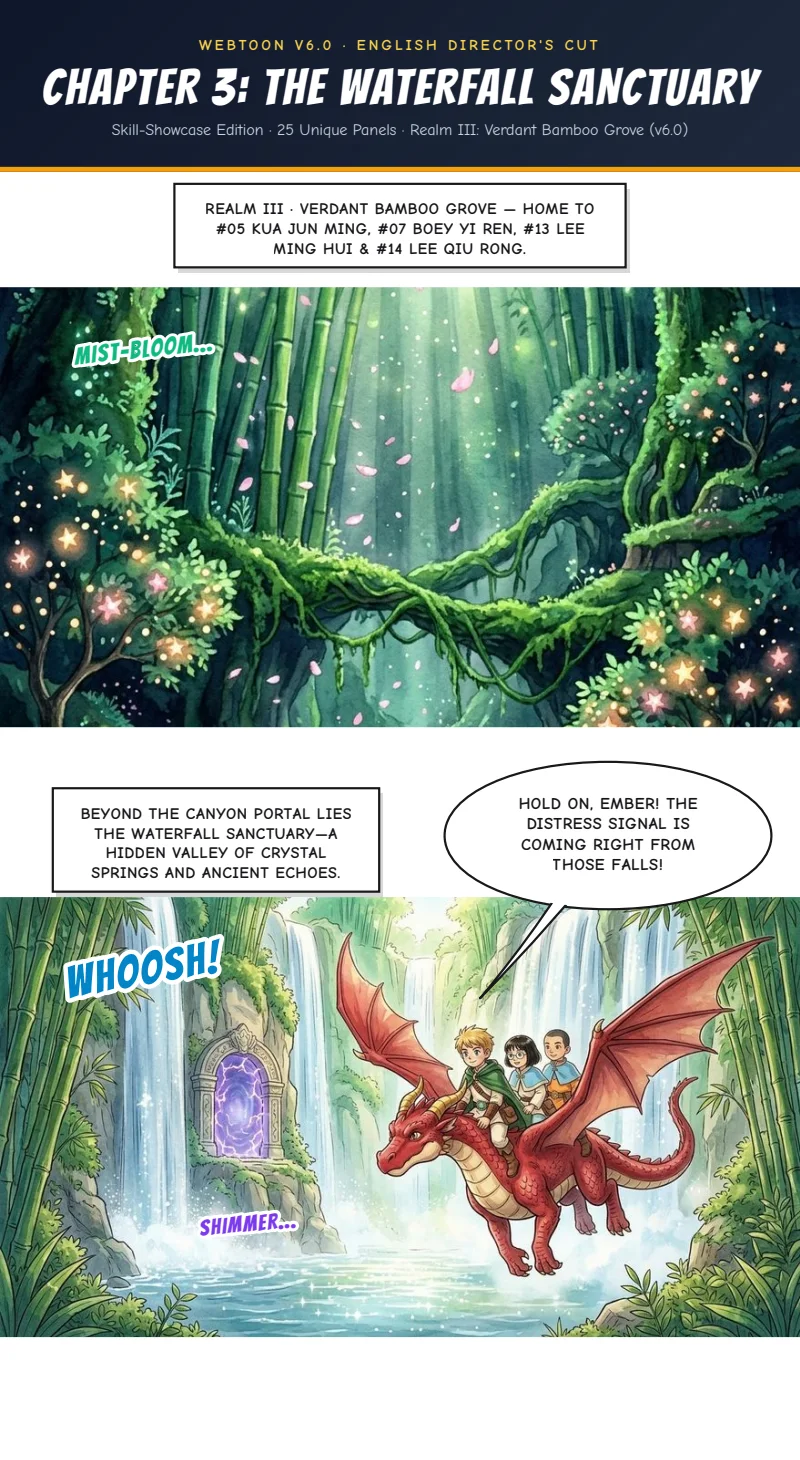 WEBTOON V6.0 · ENGLISH DIRECTOR'S CUT
CHAPTER 3: THE WATERFALL SANCTUARY
Skill-Showcase Edition · 25 Unique Panels · Realm III: Verdant Bamboo Grove (v6.0)
REALM III · VERDANT BAMBOO GROVE — HOME TO
#05 KUA JUN MING, #07 BOEY YI REN, #13 LEE
MING HUI & #14 LEE QIU RONG.
MIST-BLOOM...
BEYOND THE CANYON PORTAL LIES
THE WATERFALL SANCTUARY—A
HIDDEN VALLEY OF CRYSTAL
SPRINGS AND ANCIENT ECHOES.
HOLD ON, EMBER! THE
DISTRESS SIGNAL IS
COMING RIGHT FROM
THOSE FALLS!
WHOOSH!
SHIMMER...